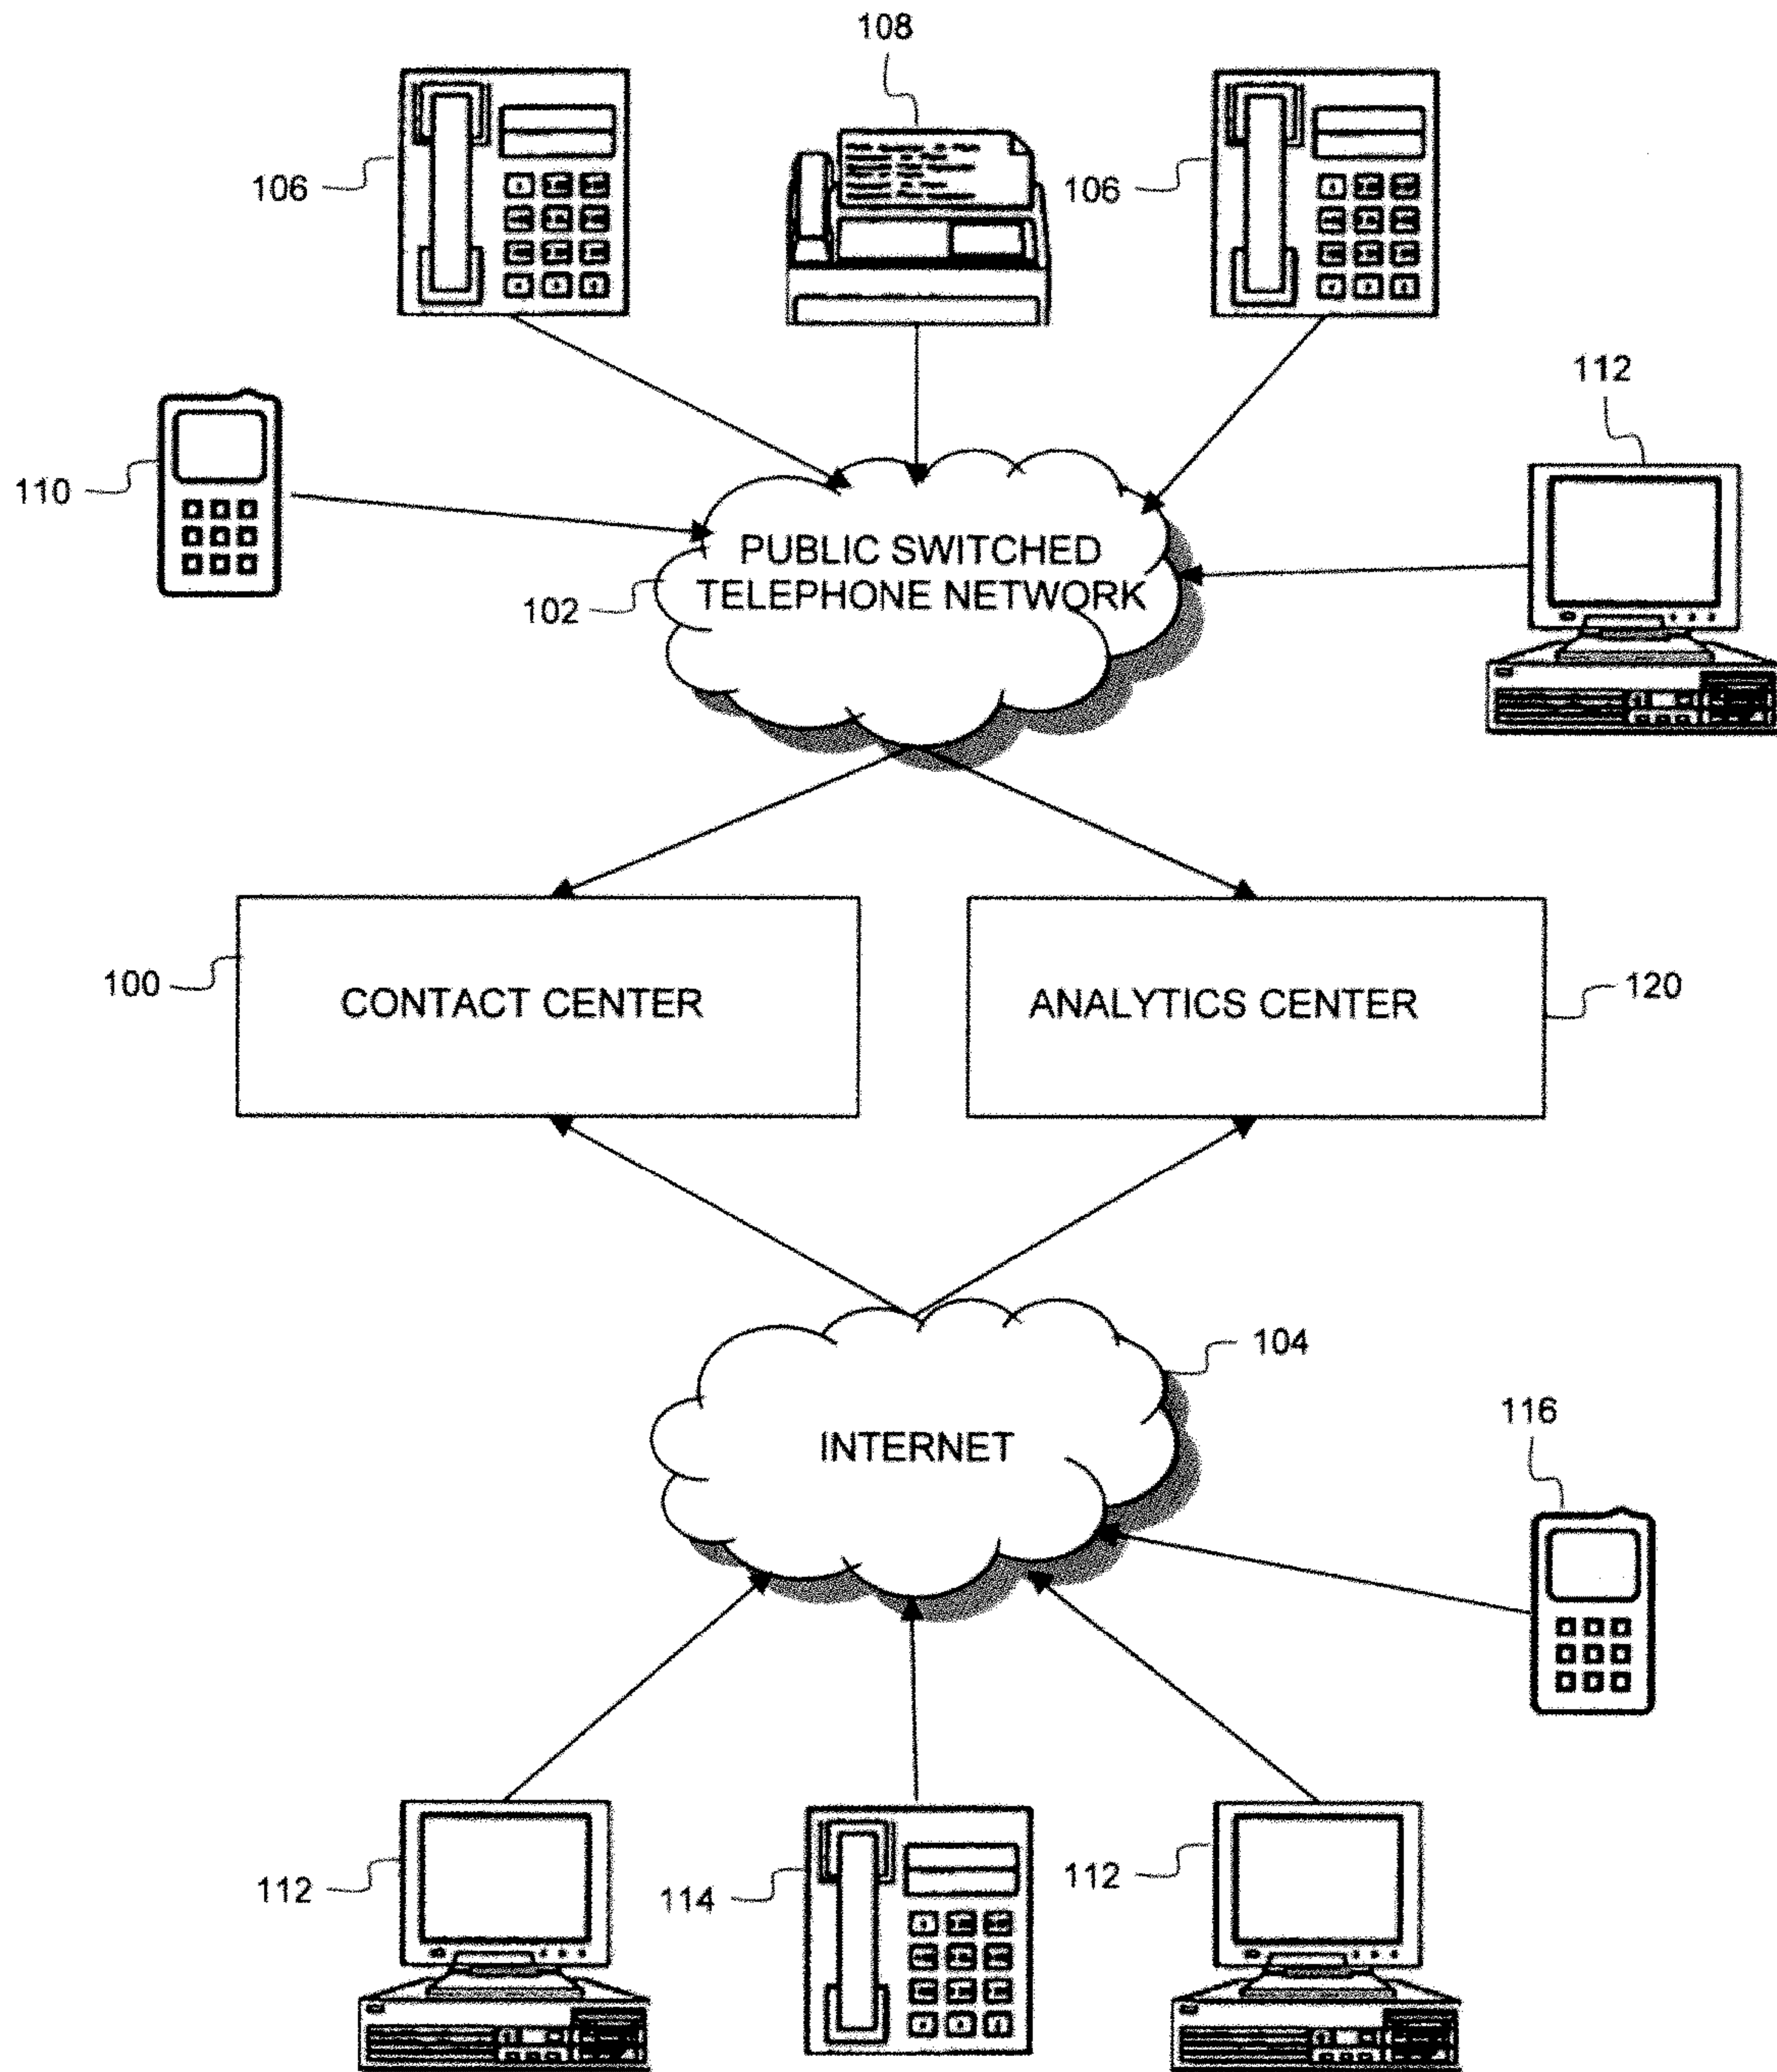 108
106
106
112
110
PUBLIC SWITCHED
TELEPHONE NETWORK
102
100
CONTACT CENTER
ANALYTICS CENTER
120
104
INTERNET
116
112
114
112